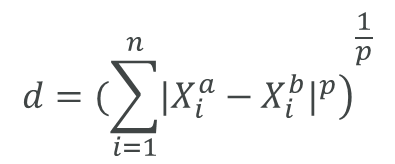 d = (∑_{i=1}^{n} |X_i^a − X_i^b|^p)^{1/p}